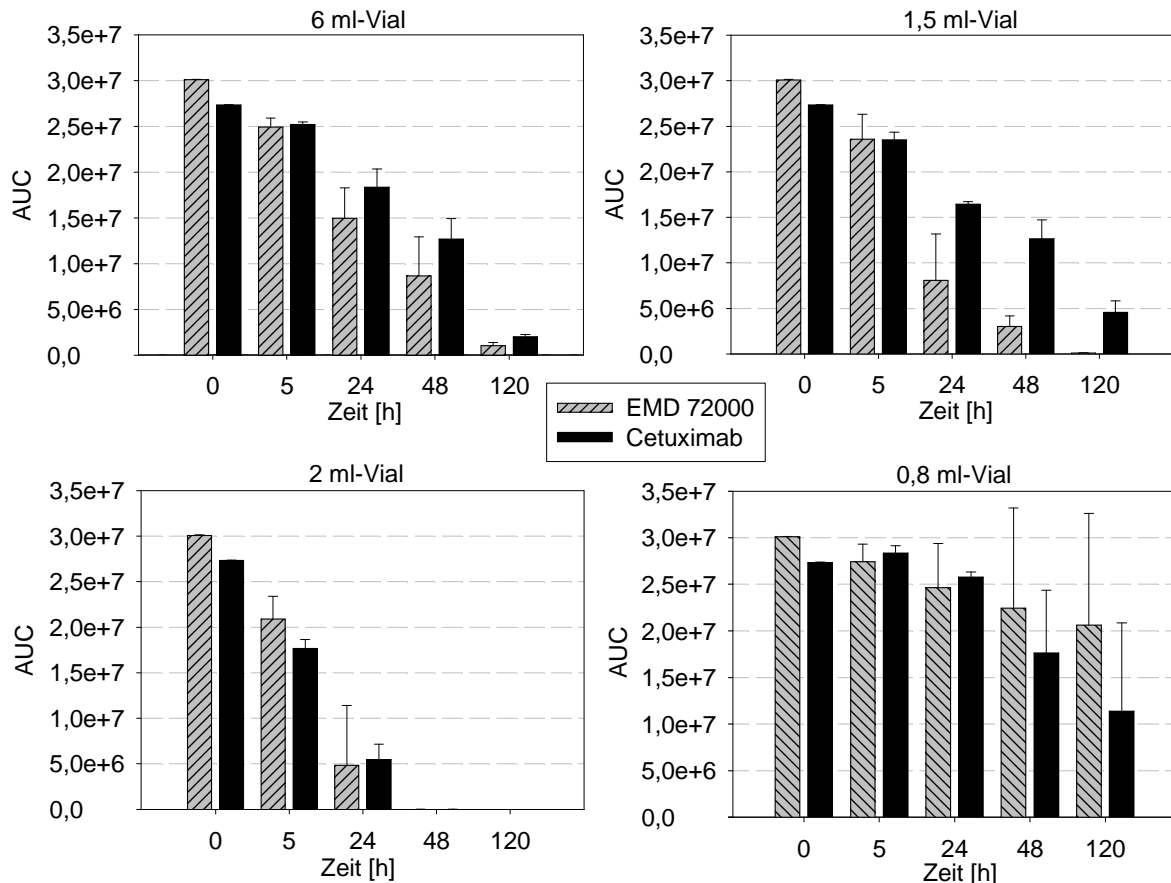 6 ml-Vial
3,5e+7
3,0e+7
2,5e+7
2,0e+7
1,5e+7
1,0e+7
5,0e+6
0,0
AUC
0 5 24 48 120
Zeit [h]
1,5 ml-Vial
3,5e+7
3,0e+7
2,5e+7
2,0e+7
1,5e+7
1,0e+7
5,0e+6
0,0
AUC
0 5 24 48 120
Zeit [h]
EMD 72000
Cetuximab
2 ml-Vial
3,5e+7
3,0e+7
2,5e+7
2,0e+7
1,5e+7
1,0e+7
5,0e+6
0,0
AUC
0 5 24 48 120
Zeit [h]
0,8 ml-Vial
3,5e+7
3,0e+7
2,5e+7
2,0e+7
1,5e+7
1,0e+7
5,0e+6
0,0
AUC
0 5 24 48 120
Zeit [h]